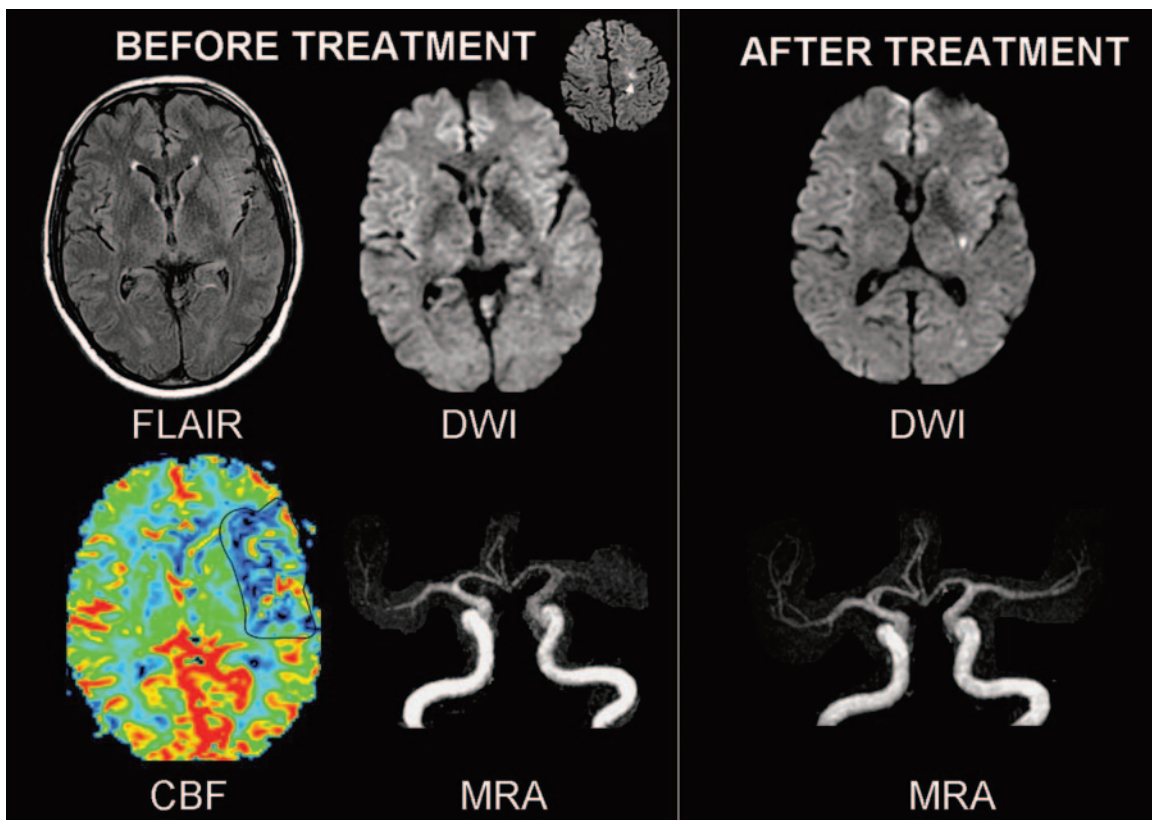 BEFORE TREATMENT
AFTER TREATMENT
FLAIR
DWI
DWI
CBF
MRA
MRA